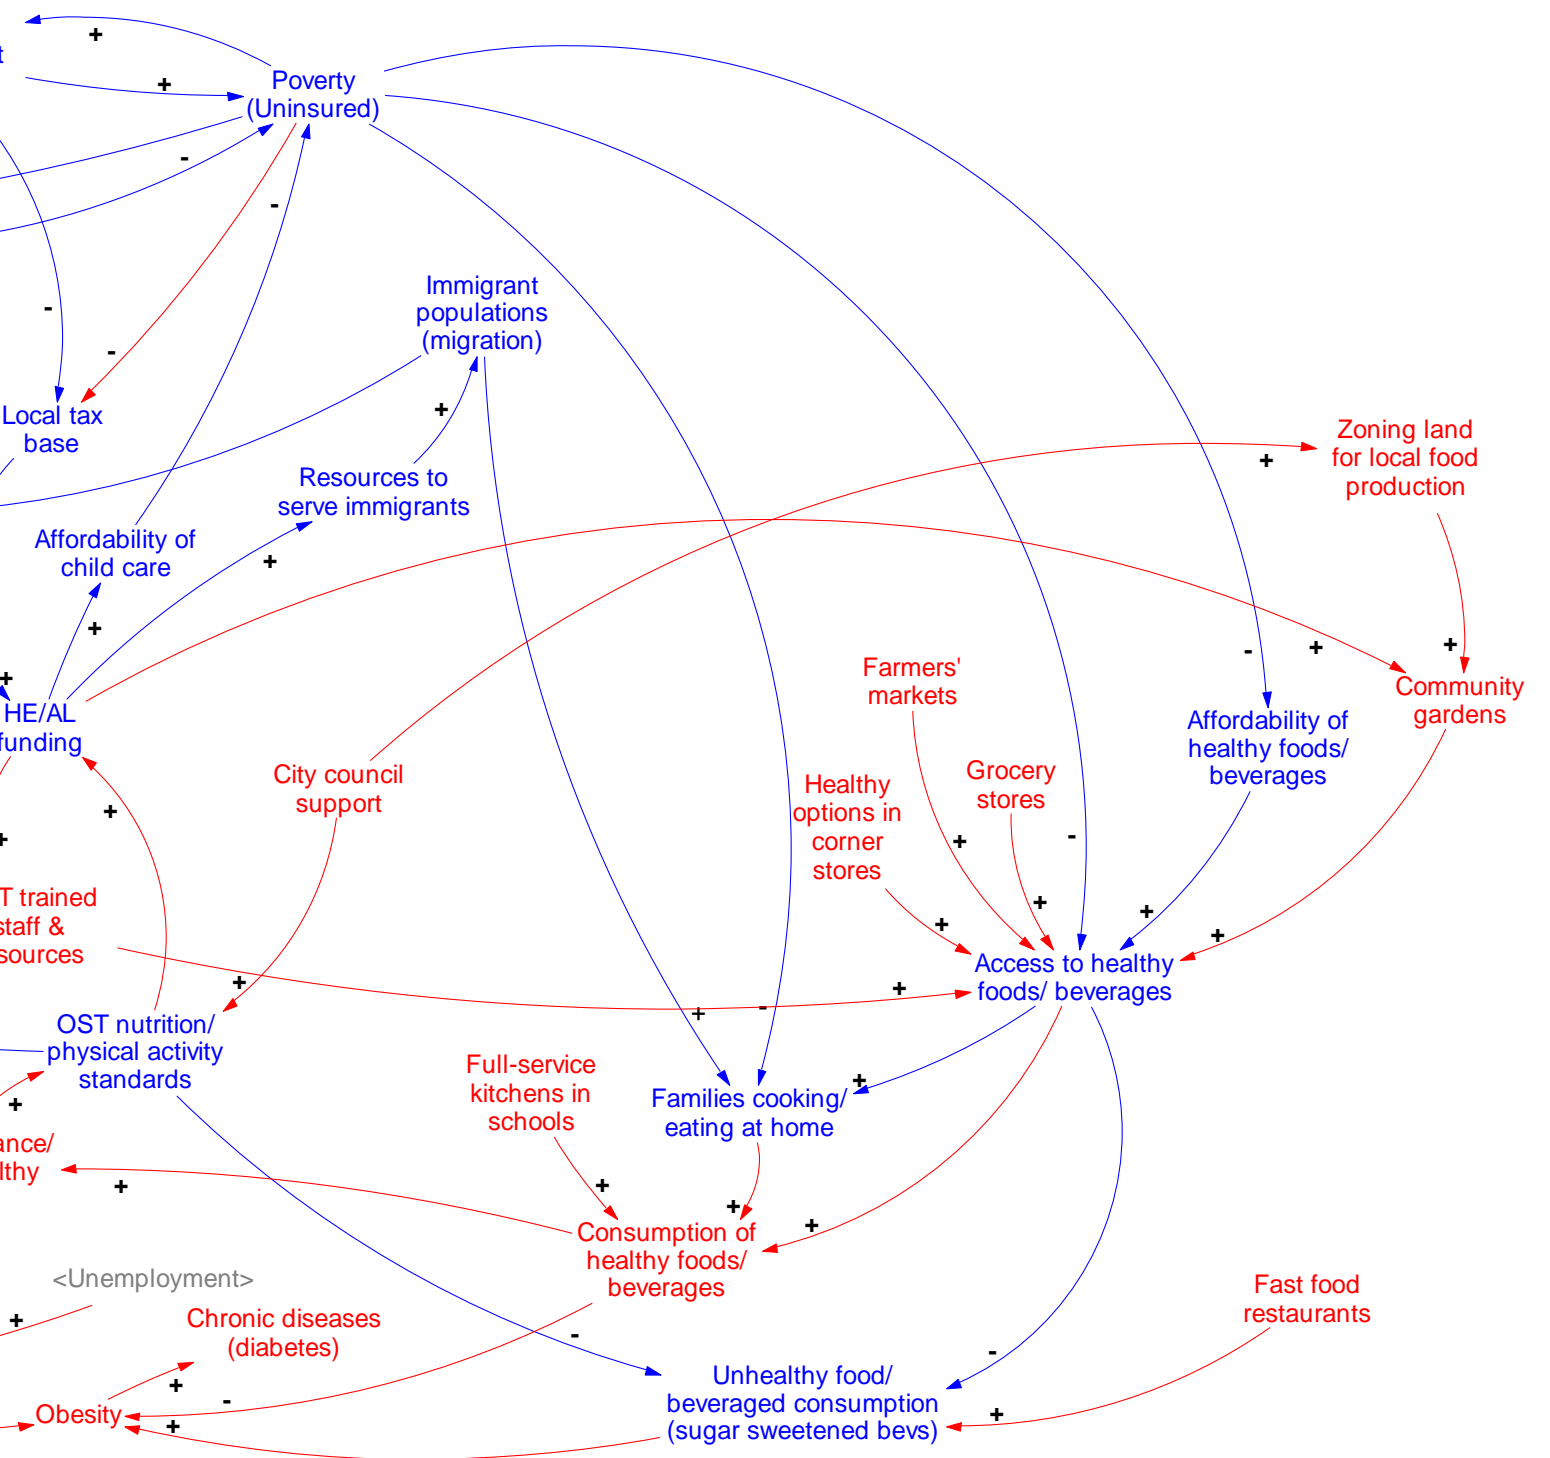 t
Poverty
(Uninsured)
Immigrant
populations
(migration)
Local tax
base
Resources to
serve immigrants
Zoning land
for local food
production
Affordability of
child care
HE/AL
funding
City council
support
Farmers'
markets
Healthy
options in
corner
stores
Grocery
stores
Affordability of
healthy foods/
beverages
Community
gardens
T trained
staff &
sources
Access to healthy
foods/ beverages
OST nutrition/
physical activity
standards
Full-service
kitchens in
schools
Families cooking/
eating at home
ance/
lthy
Consumption of
healthy foods/
beverages
<Unemployment>
Chronic diseases
(diabetes)
Fast food
restaurants
Obesity
Unhealthy food/
beveraged consumption
(sugar sweetened bevs)